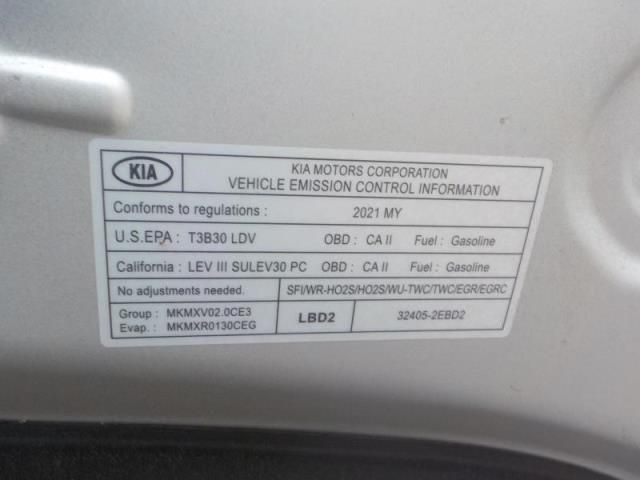 KIA
KIA MOTORS CORPORATION
VEHICLE EMISSION CONTROL INFORMATION
Conforms to regulations : 2021 MY
U.S.EPA : T3B30 LDV OBD : CA II Fuel : Gasoline
California : LEV III SULEV30 PC OBD : CA II Fuel : Gasoline
No adjustments needed. SFI/WR-HO2S/HO2S/WU-TWC/TWC/EGR/EGRC
Group : MKMXV02.0CE3
Evap. : MKMXR0130CEG
LBD2
32405-2EBD2